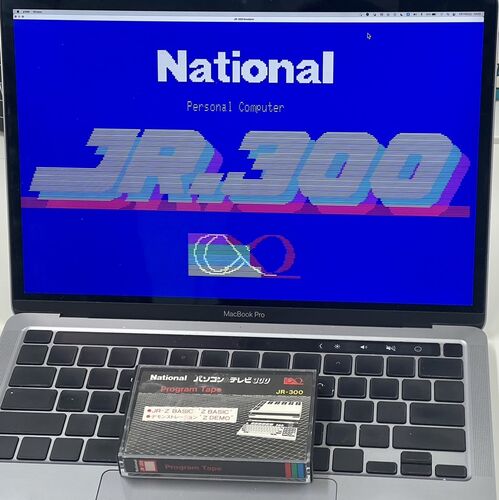 National
Personal Computer
JR-300
MacBook Pro
National パソコン テレビ300
Program Tape
JR-300
●JR-Z BASIC "Z BASIC"
●デモンストレーション "Z DEMO"
Program Tape